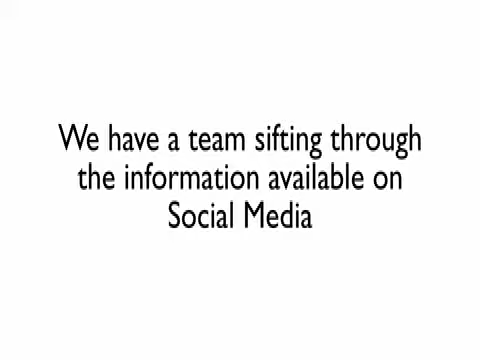 We have a team sifting through
the information available on
Social Media